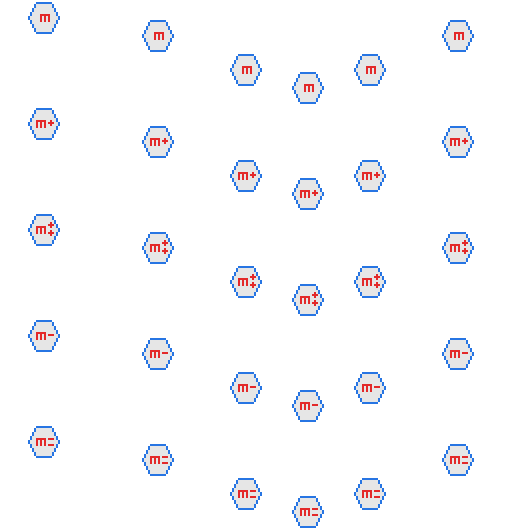 m m m m m m
m+ m+ m+ m+ m+ m+
m‡ m‡ m‡ m‡ m‡ m‡
m- m- m- m- m- m-
m= m= m= m= m= m=